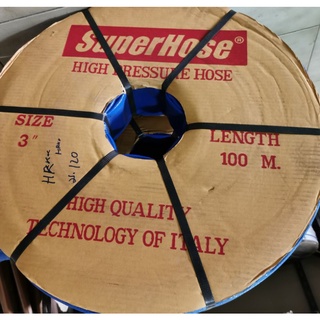 SuperHose®
HIGH PRESSURE HOSE
SIZE
3"
LENGTH
100 M.
HIGH QUALITY
TECHNOLOGY OF ITALY